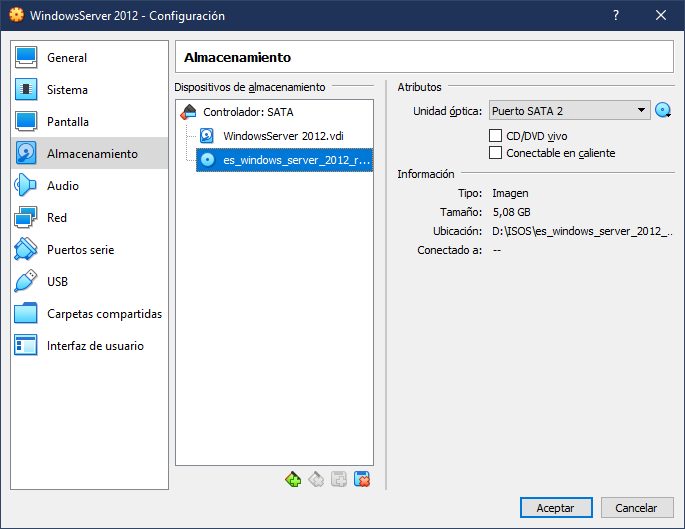 WindowsServer 2012 - Configuración
?
General
Sistema
Pantalla
Almacenamiento
Audio
Red
Puertos serie
USB
Carpetas compartidas
Interfaz de usuario
Almacenamiento
Dispositivos de almacenamiento
Controlador: SATA
WindowsServer 2012.vdi
es_windows_server_2012_r...
Atributos
Unidad óptica: Puerto SATA 2
CD/DVD vivo
Conectable en caliente
Información
Tipo: Imagen
Tamaño: 5,08 GB
Ubicación: D:\ISOS\es_windows_server_2012_...
Conectado a: --
Aceptar
Cancelar